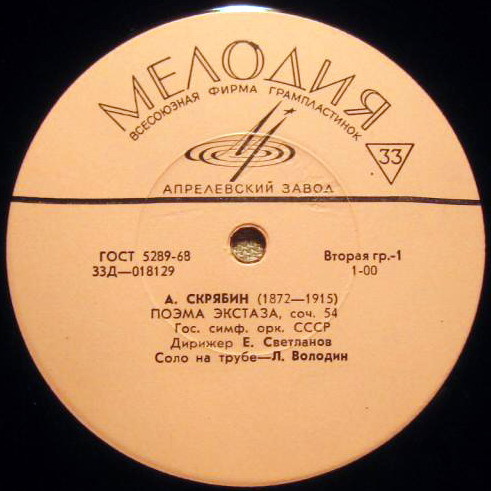 МЕЛОДИЯ
ВСЕСОЮЗНАЯ ФИРМА ГРАМПЛАСТИНОК
33
АПРЕЛЕВСКИЙ ЗАВОД
ГОСТ 5289-68
Вторая гр.-1
33Д—018129
1-00
А. СКРЯБИН (1872—1915)
ПОЭМА ЭКСТАЗА, соч. 54
Гос. симф. орк. СССР
Дирижер Е. Светланов
Соло на трубе—Л. Володин